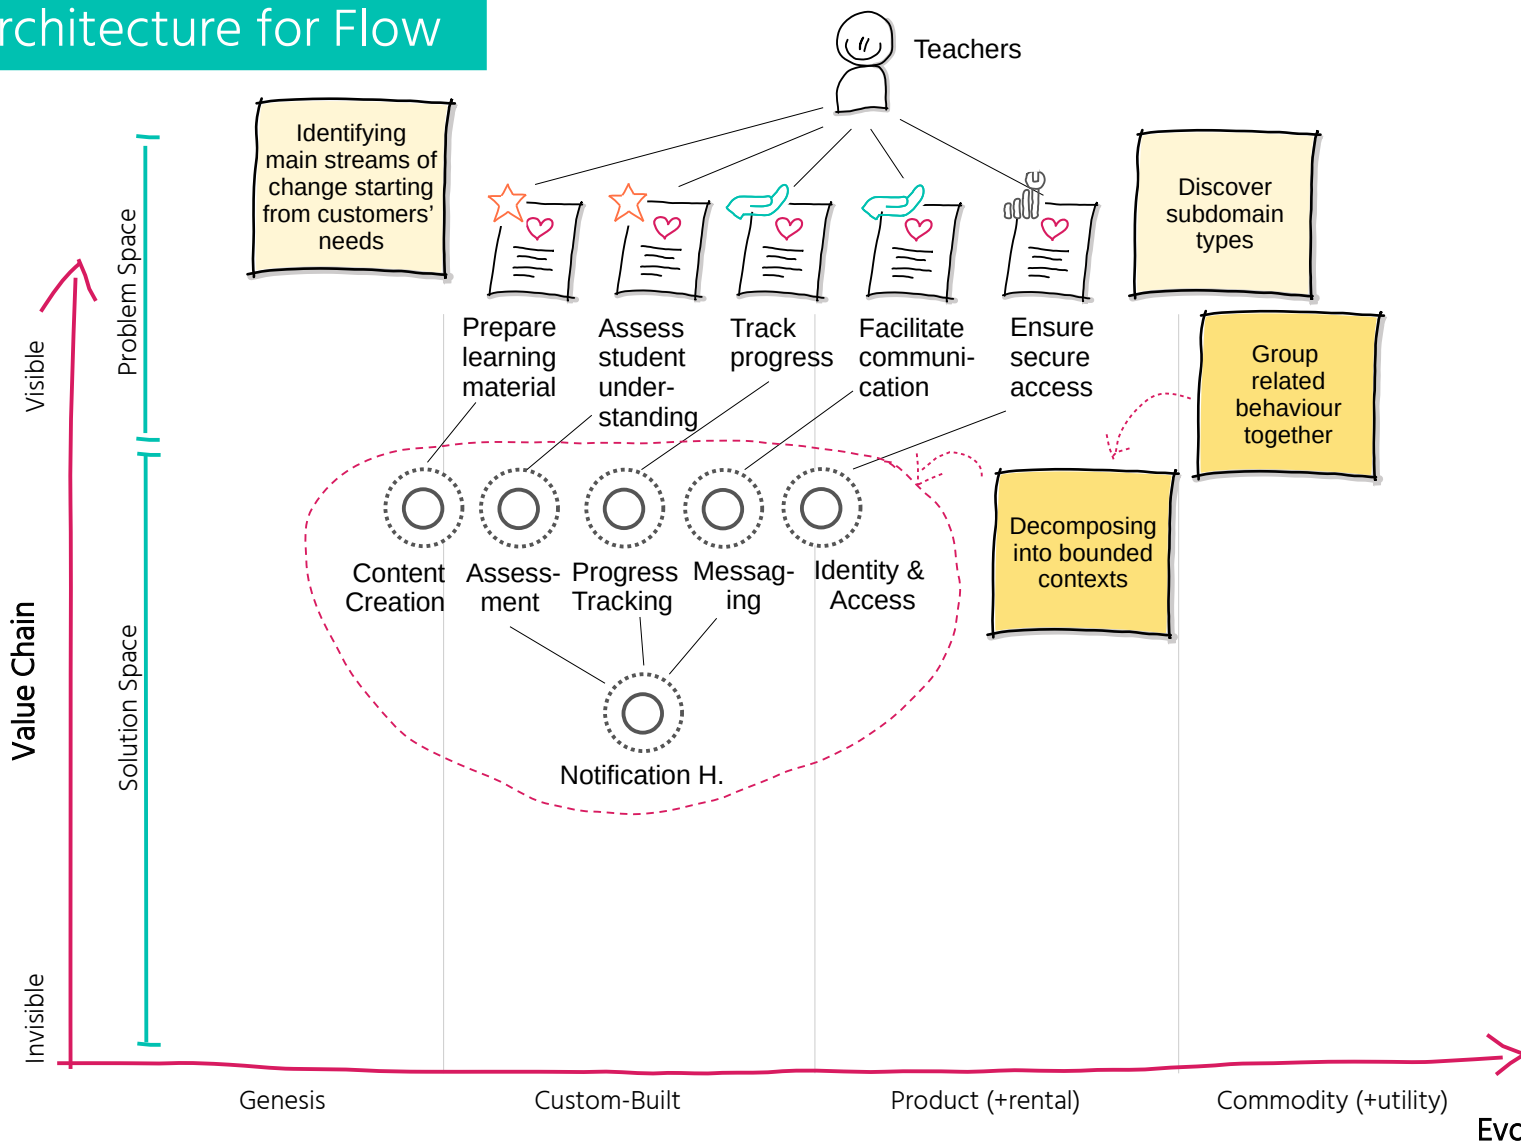 rchitecture for Flow
Teachers
Identifying
main streams of
change starting
from customers'
needs
Discover
subdomain
types
Problem Space
Visible
Prepare
learning
material
Assess
student
under-
standing
Track
progress
Facilitate
communi-
cation
Ensure
secure
access
Group
related
behaviour
together
Decomposing
into bounded
contexts
Content
Creation
Assess-
ment
Progress
Tracking
Messag-
ing
Identity &
Access
Value Chain
Solution Space
Notification H.
Invisible
Genesis
Custom-Built
Product (+rental)
Commodity (+utility)
Evo